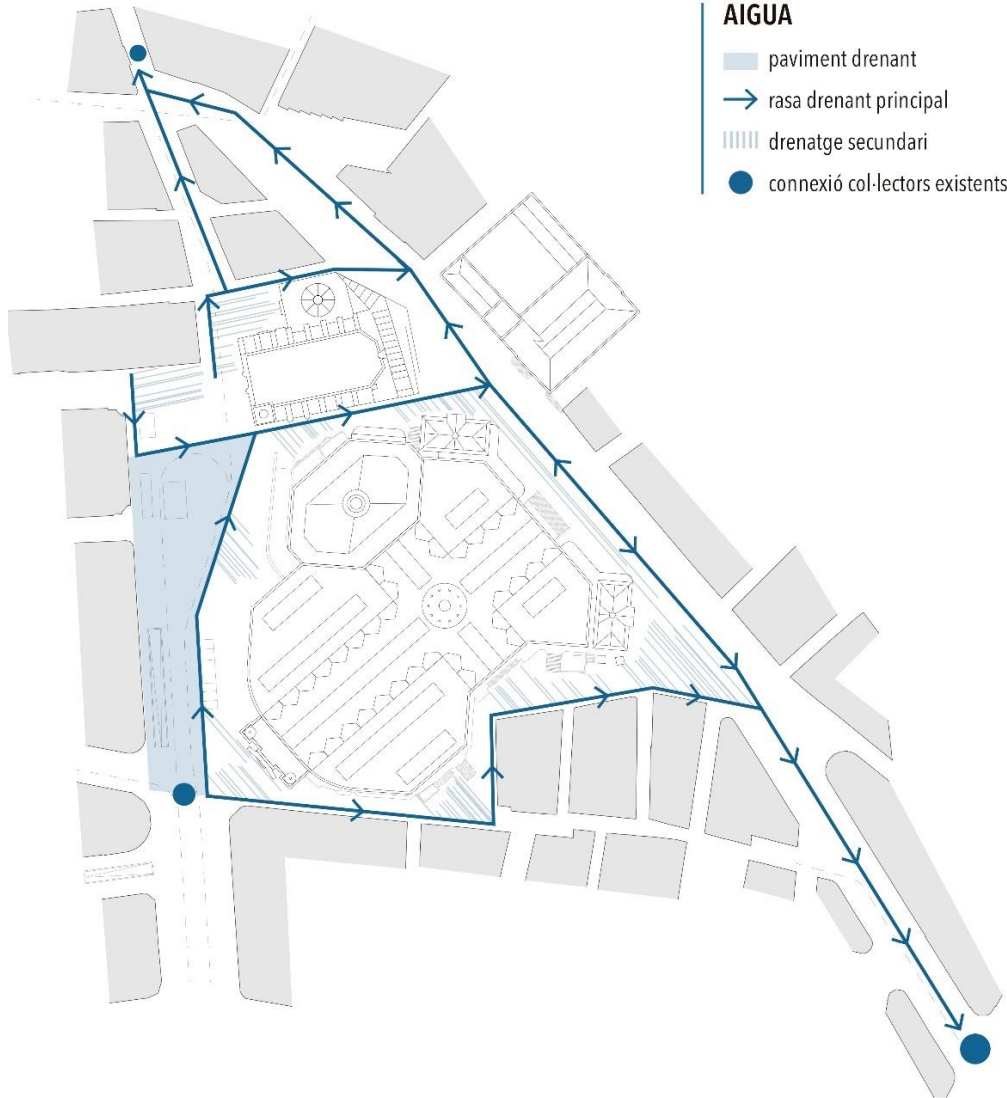 AIGUA
paviment drenant
rasa drenant principal
drenatge secundari
connexió col·lectors existents